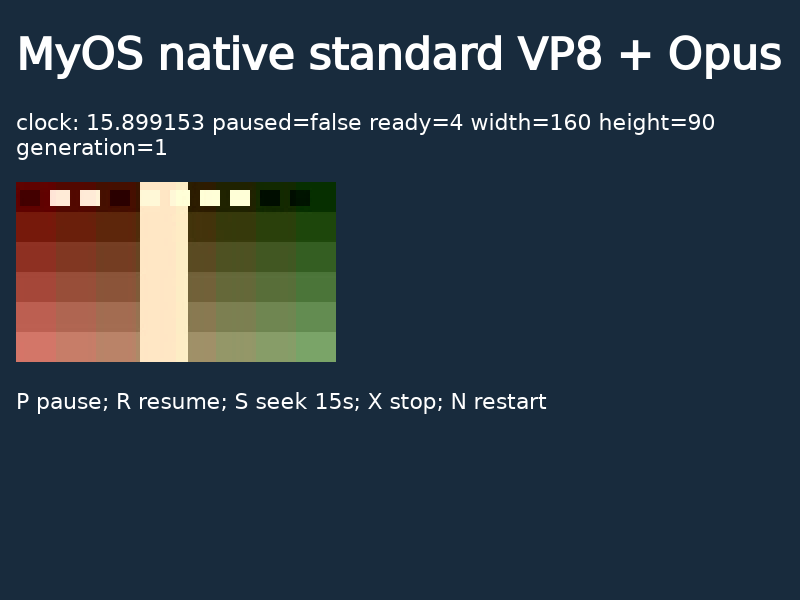 MyOS native standard VP8 + Opus
clock: 15.899153 paused=false ready=4 width=160 height=90
generation=1
P pause; R resume; S seek 15s; X stop; N restart